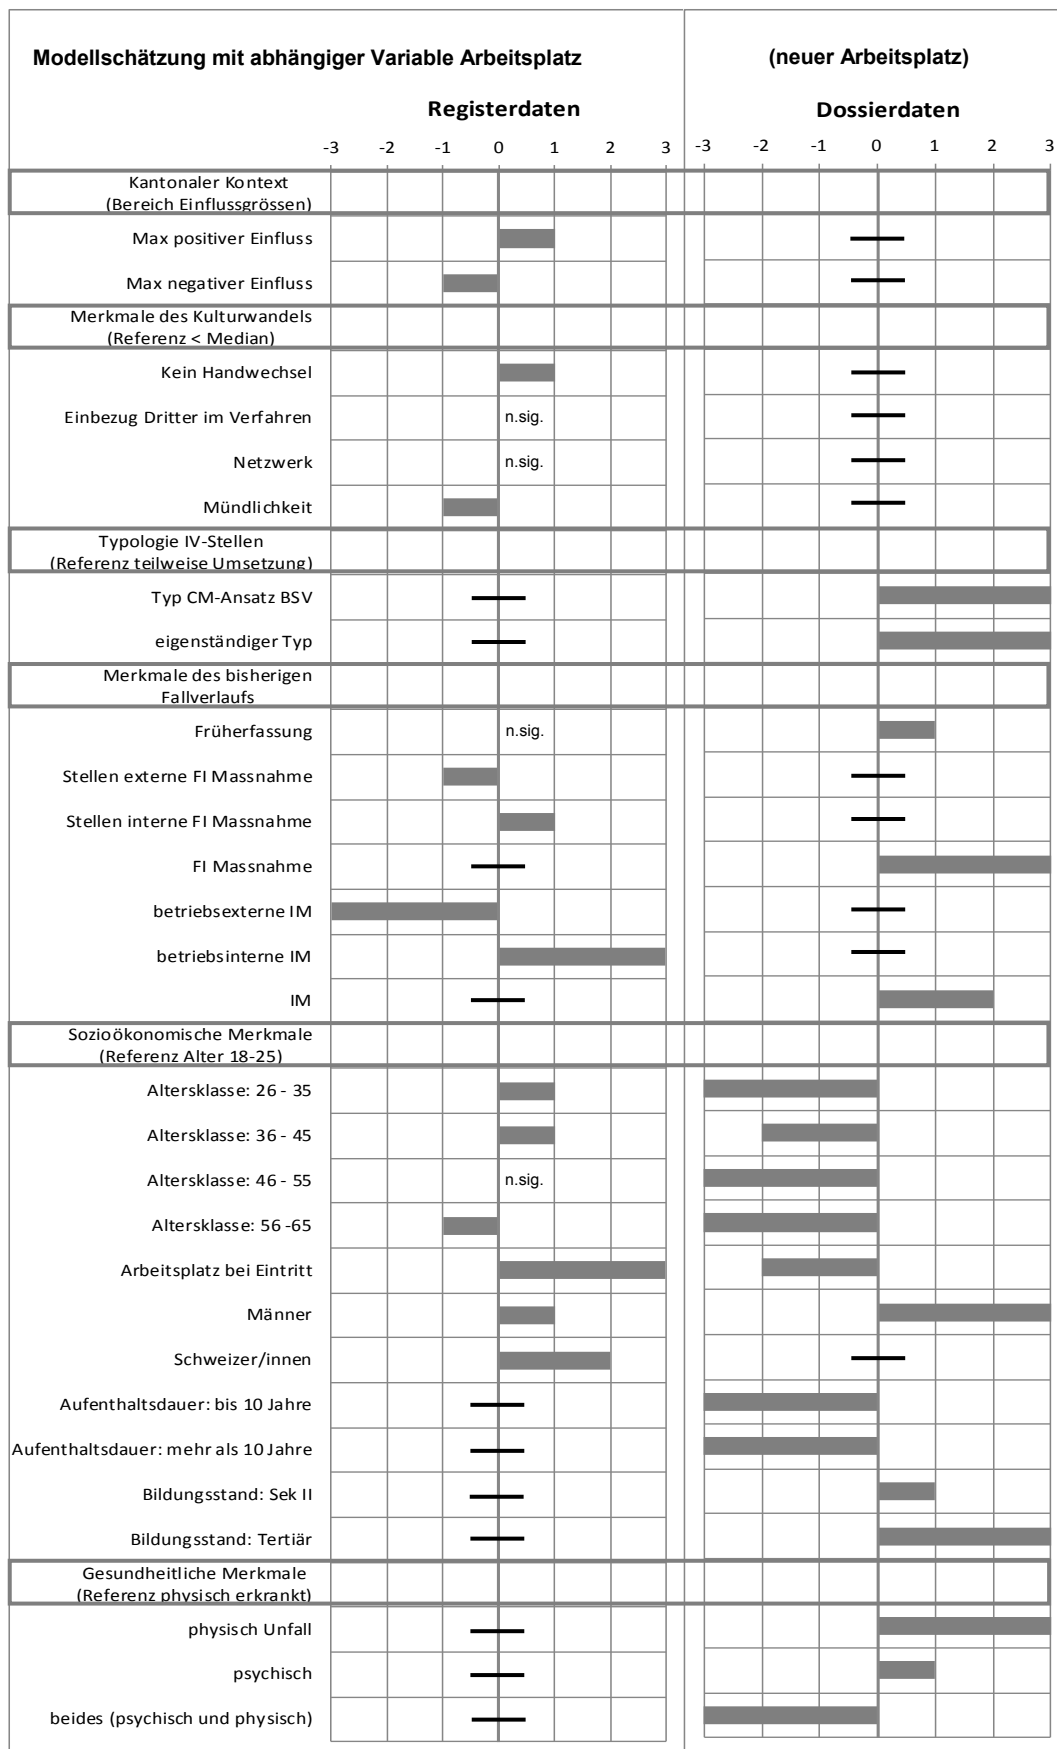 Modellschätzung mit abhängiger Variable Arbeitsplatz (neuer Arbeitsplatz)
Registerdaten Dossierdaten
-3 -2 -1 0 1 2 3 -3 -2 -1 0 1 2 3
Kantonaler Kontext
(Bereich Einflussgrössen)
Max positiver Einfluss
Max negativer Einfluss
Merkmale des Kulturwandels
(Referenz < Median)
Kein Handwechsel
Einbezug Dritter im Verfahren n.sig.
Netzwerk n.sig.
Mündlichkeit
Typologie IV-Stellen
(Referenz teilweise Umsetzung)
Typ CM-Ansatz BSV
eigenständiger Typ
Merkmale des bisherigen
Fallverlaufs
Früherfassung n.sig.
Stellen externe FI Massnahme
Stellen interne FI Massnahme
FI Massnahme
betriebsexterne IM
betriebsinterne IM
IM
Sozioökonomische Merkmale
(Referenz Alter 18-25)
Altersklasse: 26 - 35
Altersklasse: 36 - 45
Altersklasse: 46 - 55 n.sig.
Altersklasse: 56 -65
Arbeitsplatz bei Eintritt
Männer
Schweizer/innen
Aufenthaltsdauer: bis 10 Jahre
Aufenthaltsdauer: mehr als 10 Jahre
Bildungsstand: Sek II
Bildungsstand: Tertiär
Gesundheitliche Merkmale
(Referenz physisch erkrankt)
physisch Unfall
psychisch
beides (psychisch und physisch)